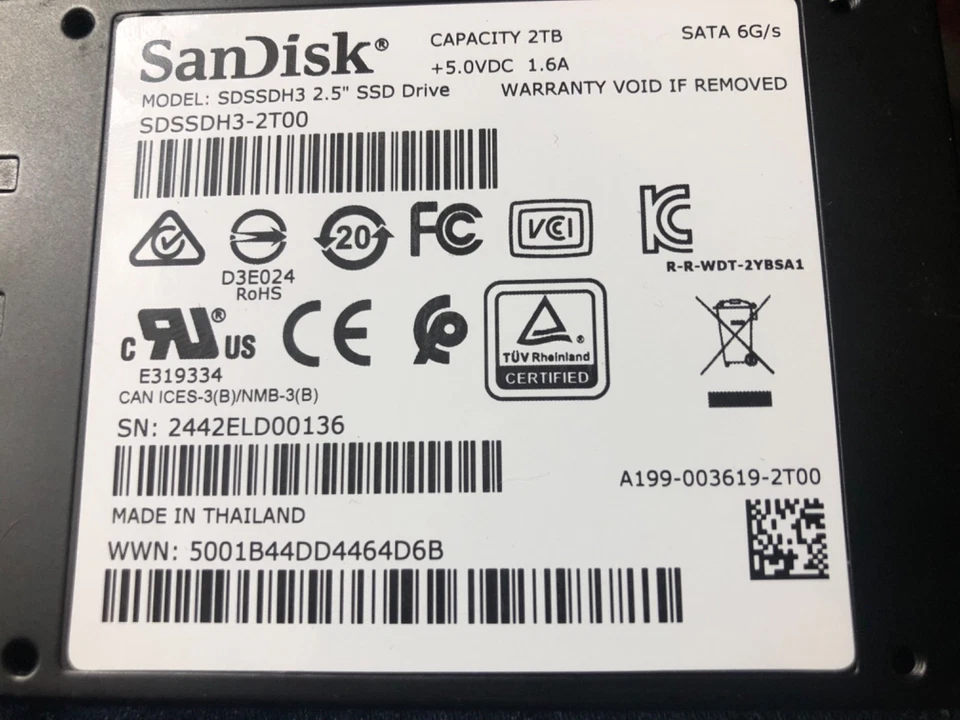 SanDisk®
CAPACITY 2TB
SATA 6G/s
+5.0VDC 1.6A
MODEL: SDSSDH3 2.5" SSD Drive
WARRANTY VOID IF REMOVED
SDSSDH3-2T00
20
FC
VCI
KC
D3E024
RoHS
R-R-WDT-2YBSA1
c RU® US
CE
TÜV Rheinland
CERTIFIED
E319334
CAN ICES-3(B)/NMB-3(B)
SN: 2442ELD00136
A199-003619-2T00
MADE IN THAILAND
WWN: 5001B44DD4464D6B